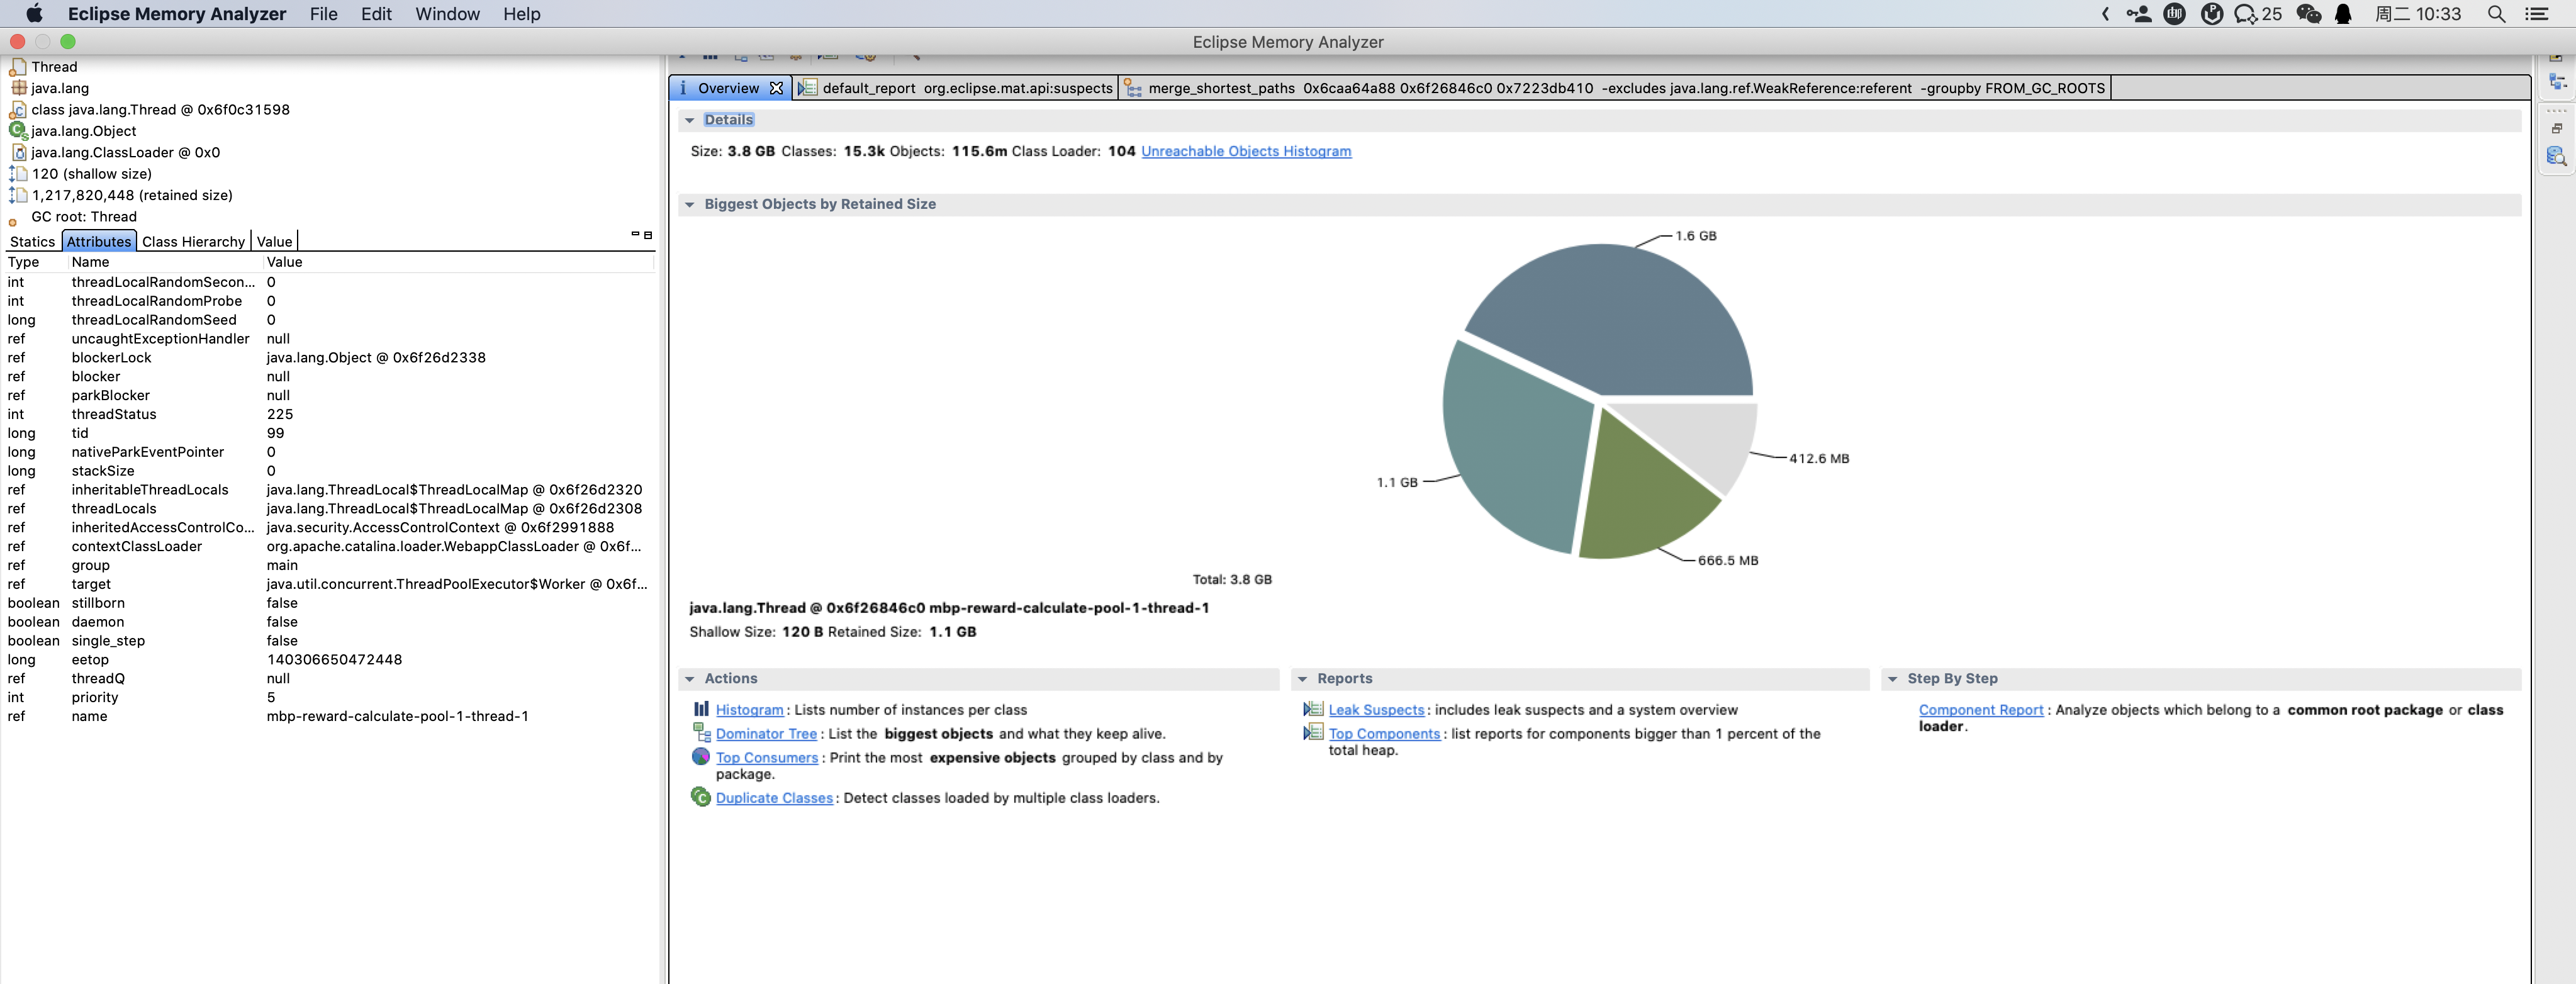 Eclipse Memory Analyzer File Edit Window Help 25 周二 10:33
Eclipse Memory Analyzer
Thread
java.lang
class java.lang.Thread @ 0x6f0c31598
java.lang.Object
java.lang.ClassLoader @ 0x0
120 (shallow size)
1,217,820,448 (retained size)
GC root: Thread
Statics Attributes Class Hierarchy Value
Type Name Value
int threadLocalRandomSecon... 0
int threadLocalRandomProbe 0
long threadLocalRandomSeed 0
ref uncaughtExceptionHandler null
ref blockerLock java.lang.Object @ 0x6f26d2338
ref blocker null
ref parkBlocker null
int threadStatus 225
long tid 99
long nativeParkEventPointer 0
long stackSize 0
ref inheritableThreadLocals java.lang.ThreadLocal$ThreadLocalMap @ 0x6f26d2320
ref threadLocals java.lang.ThreadLocal$ThreadLocalMap @ 0x6f26d2308
ref inheritedAccessControlCo... java.security.AccessControlContext @ 0x6f2991888
ref contextClassLoader org.apache.catalina.loader.WebappClassLoader @ 0x6f...
ref group main
ref target java.util.concurrent.ThreadPoolExecutor$Worker @ 0x6f...
boolean stillborn false
boolean daemon false
boolean single_step false
long eetop 140306650472448
ref threadQ null
int priority 5
ref name mbp-reward-calculate-pool-1-thread-1
Overview default_report org.eclipse.mat.api:suspects merge_shortest_paths 0x6caa64a88 0x6f26846c0 0x7223db410 -excludes java.lang.ref.WeakReference:referent -groupby FROM_GC_ROOTS
Details
Size: 3.8 GB Classes: 15.3k Objects: 115.6m Class Loader: 104 Unreachable Objects Histogram
Biggest Objects by Retained Size
1.6 GB
412.6 MB
1.1 GB
666.5 MB
Total: 3.8 GB
java.lang.Thread @ 0x6f26846c0 mbp-reward-calculate-pool-1-thread-1
Shallow Size: 120 B Retained Size: 1.1 GB
Actions
Histogram: Lists number of instances per class
Dominator Tree: List the biggest objects and what they keep alive.
Top Consumers: Print the most expensive objects grouped by class and by
package.
Duplicate Classes: Detect classes loaded by multiple class loaders.
Reports
Leak Suspects: includes leak suspects and a system overview
Top Components: list reports for components bigger than 1 percent of the
total heap.
Step By Step
Component Report: Analyze objects which belong to a common root package or class
loader.